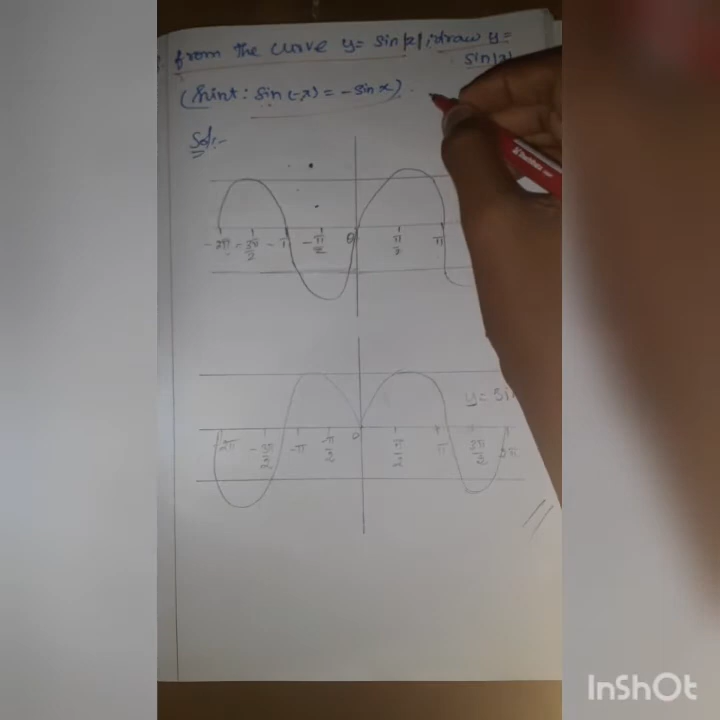 from the curve y = sin|x|, draw y =
sin|x|
(Hint: sin(-x) = -sin x).
Sol:-
-2π -3π/2 -π -π/2 0 π/2 π
y = sin
2π -3π/2 -π -π/2 0 π/2 π 3π/2 2π
InShOt